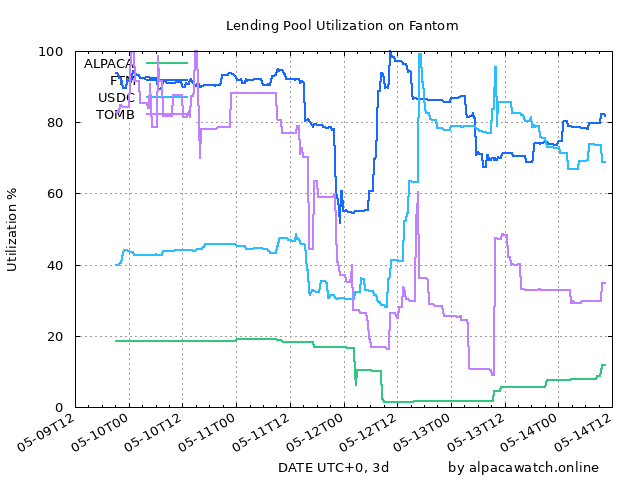 Lending Pool Utilization on Fantom
100
80
60
40
20
0
Utilization %
ALPACA
FTM
USDC
TOMB
05-09T12
05-10T00
05-10T12
05-11T00
05-11T12
05-12T00
05-12T12
05-13T00
05-13T12
05-14T00
05-14T12
DATE UTC+0, 3d
by alpacawatch.online